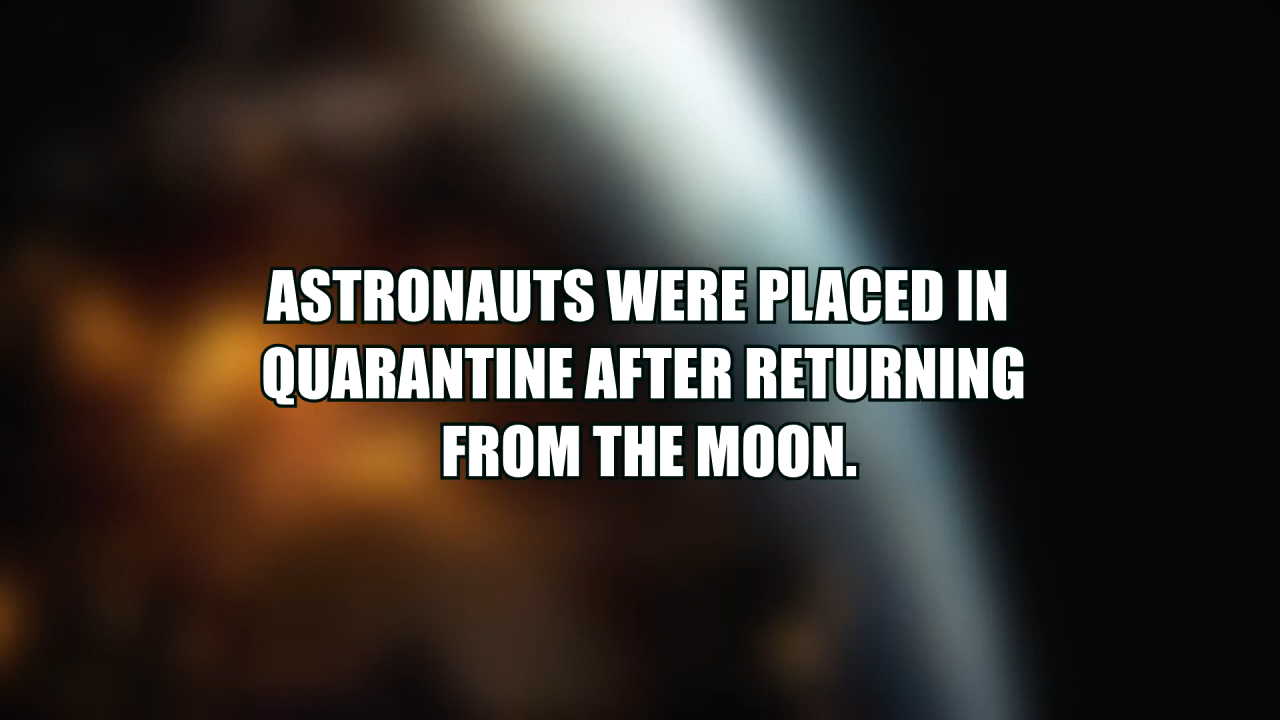 ASTRONAUTS WERE PLACED IN
QUARANTINE AFTER RETURNING
FROM THE MOON.